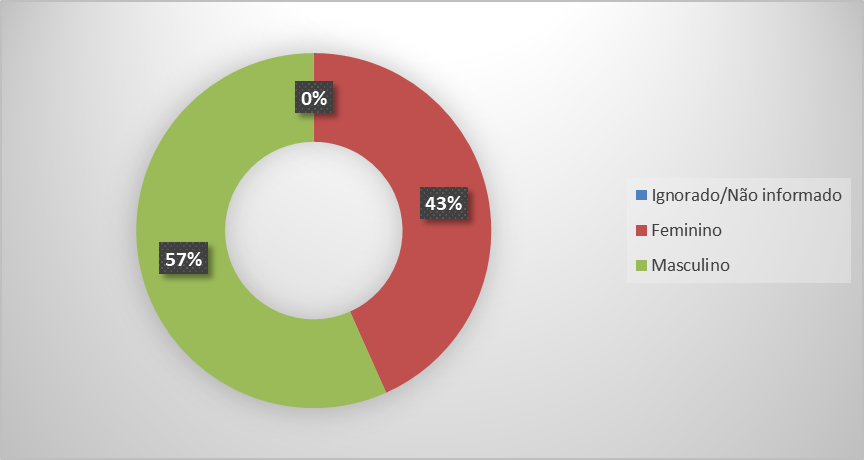 0%
43%
57%
Ignorado/Não informado
Feminino
Masculino